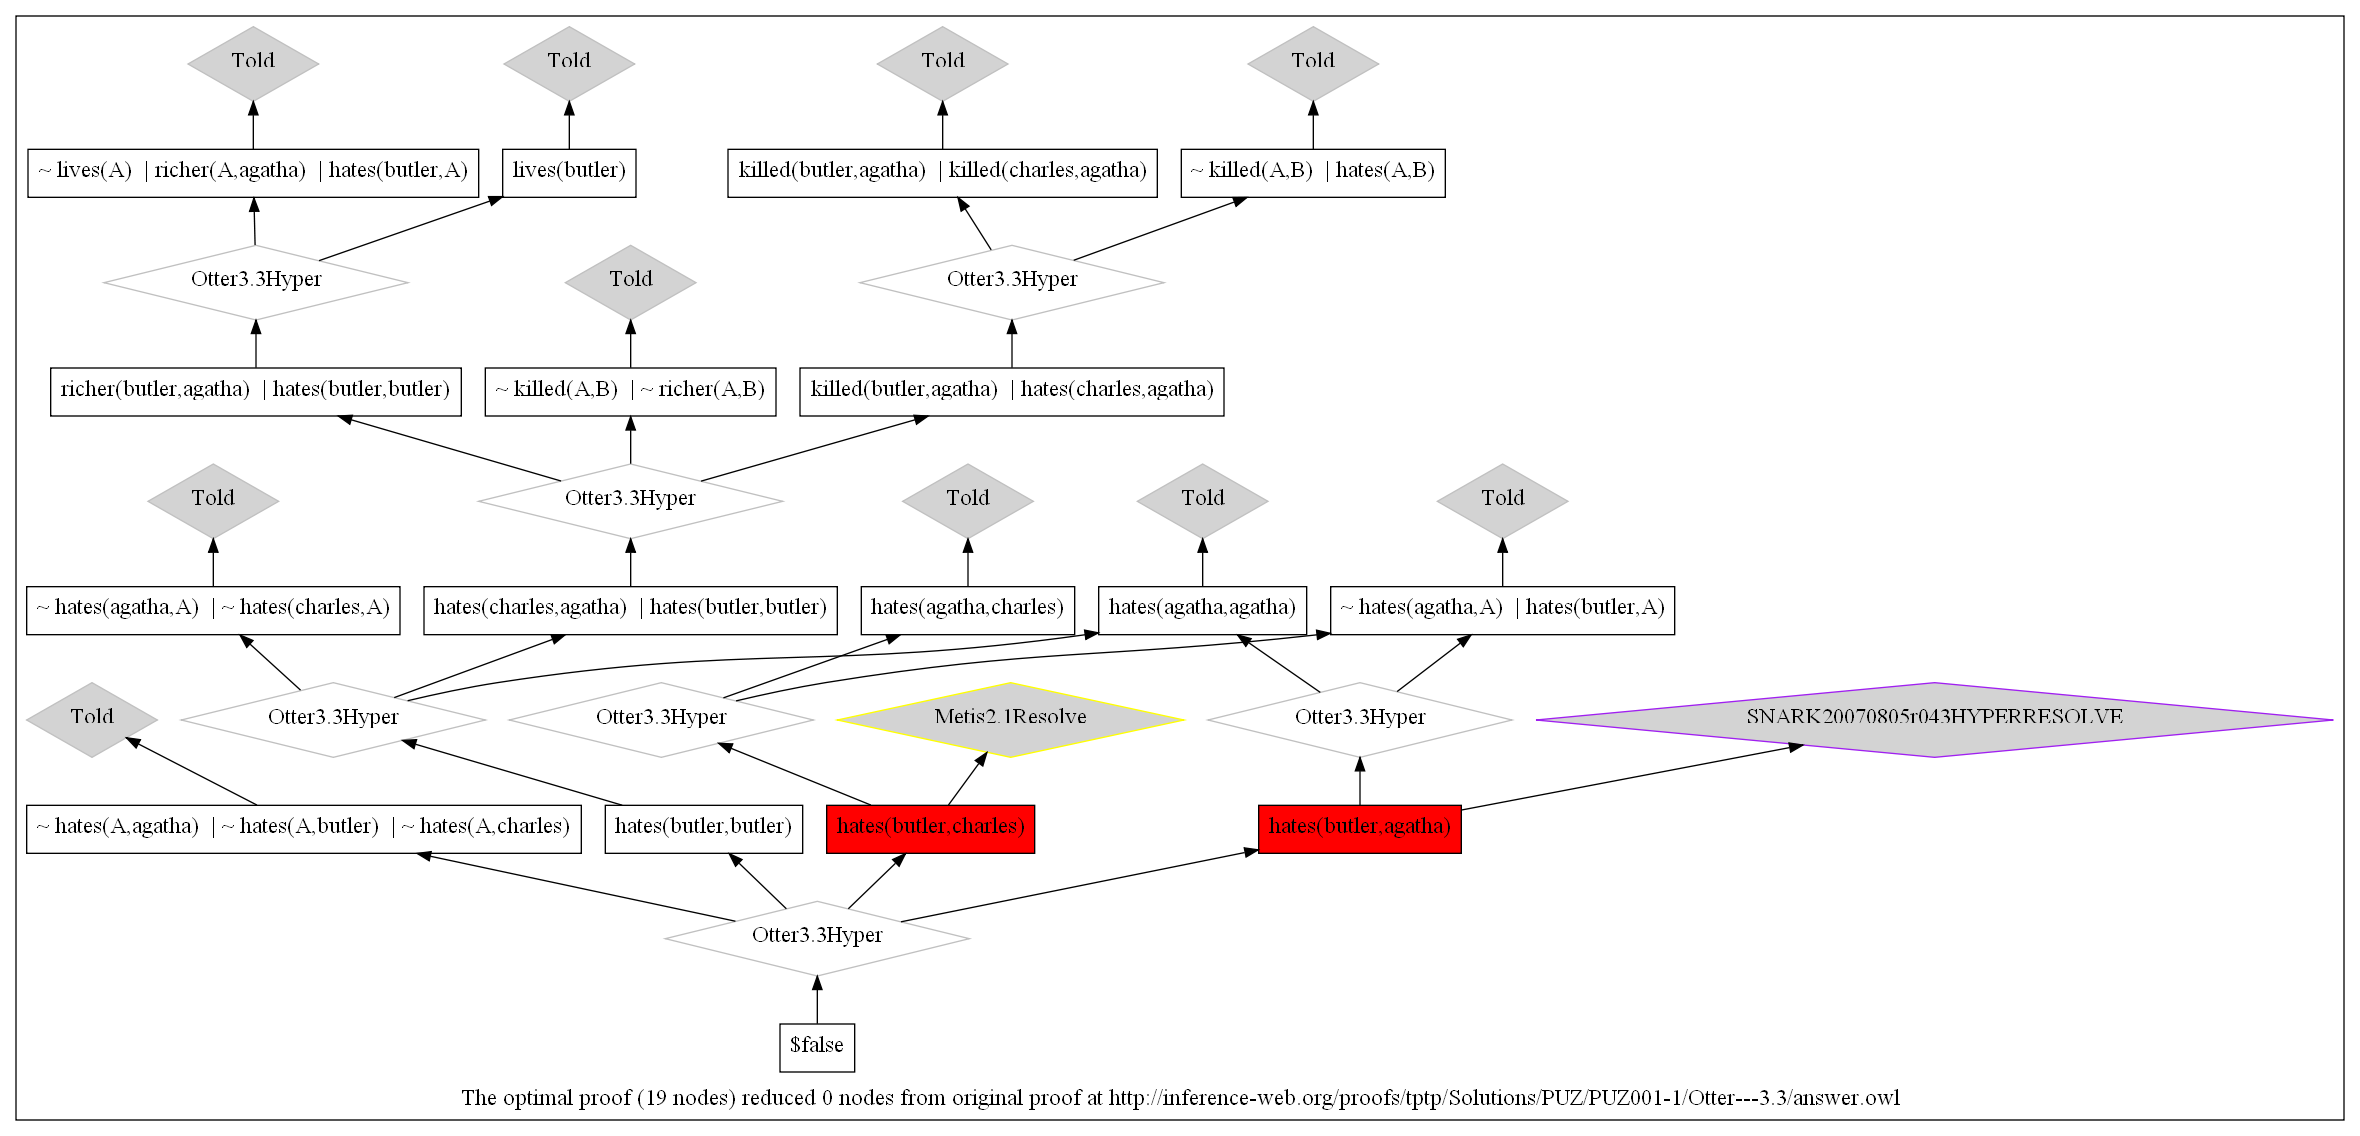 Told
Told
Told
Told
~ lives(A) | richer(A,agatha) | hates(butler,A)
lives(butler)
killed(butler,agatha) | killed(charles,agatha)
~ killed(A,B) | hates(A,B)
Otter3.3Hyper
Told
Otter3.3Hyper
richer(butler,agatha) | hates(butler,butler)
~ killed(A,B) | ~ richer(A,B)
killed(butler,agatha) | hates(charles,agatha)
Told
Otter3.3Hyper
Told
Told
Told
~ hates(agatha,A) | ~ hates(charles,A)
hates(charles,agatha) | hates(butler,butler)
hates(agatha,charles)
hates(agatha,agatha)
~ hates(agatha,A) | hates(butler,A)
Told
Otter3.3Hyper
Otter3.3Hyper
Metis2.1Resolve
Otter3.3Hyper
SNARK20070805r043HYPERRESOLVE
~ hates(A,agatha) | ~ hates(A,butler) | ~ hates(A,charles)
hates(butler,butler)
hates(butler,charles)
hates(butler,agatha)
Otter3.3Hyper
$false
The optimal proof (19 nodes) reduced 0 nodes from original proof at http://inference-web.org/proofs/tptp/Solutions/PUZ/PUZ001-1/Otter---3.3/answer.owl